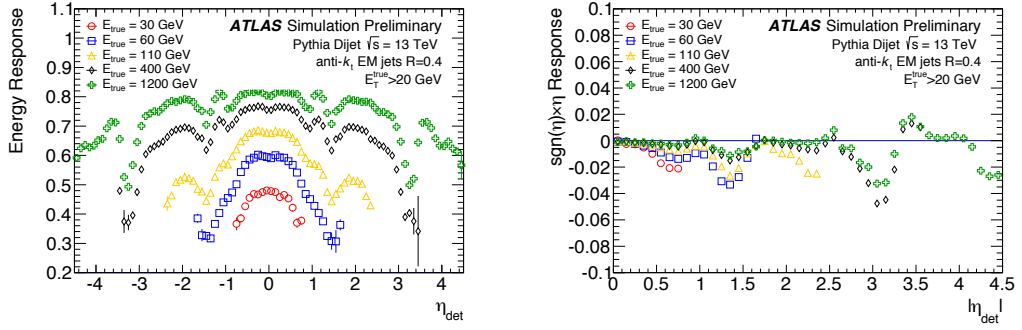 ATLAS Simulation Preliminary
Pythia Dijet √s = 13 TeV
anti-kt EM jets R=0.4
E_T^true>20 GeV
E_true = 30 GeV
E_true = 60 GeV
E_true = 110 GeV
E_true = 400 GeV
E_true = 1200 GeV
Energy Response
1.1
1
0.9
0.8
0.7
0.6
0.5
0.4
0.3
0.2
-4 -3 -2 -1 0 1 2 3 4
η_det
ATLAS Simulation Preliminary
Pythia Dijet √s = 13 TeV
anti-kt EM jets R=0.4
E_T^true>20 GeV
E_true = 30 GeV
E_true = 60 GeV
E_true = 110 GeV
E_true = 400 GeV
E_true = 1200 GeV
sgn(η)×η Response
0.1
0.08
0.06
0.04
0.02
0
-0.02
-0.04
-0.06
-0.08
-0.1
0 0.5 1 1.5 2 2.5 3 3.5 4 4.5
|η_det|